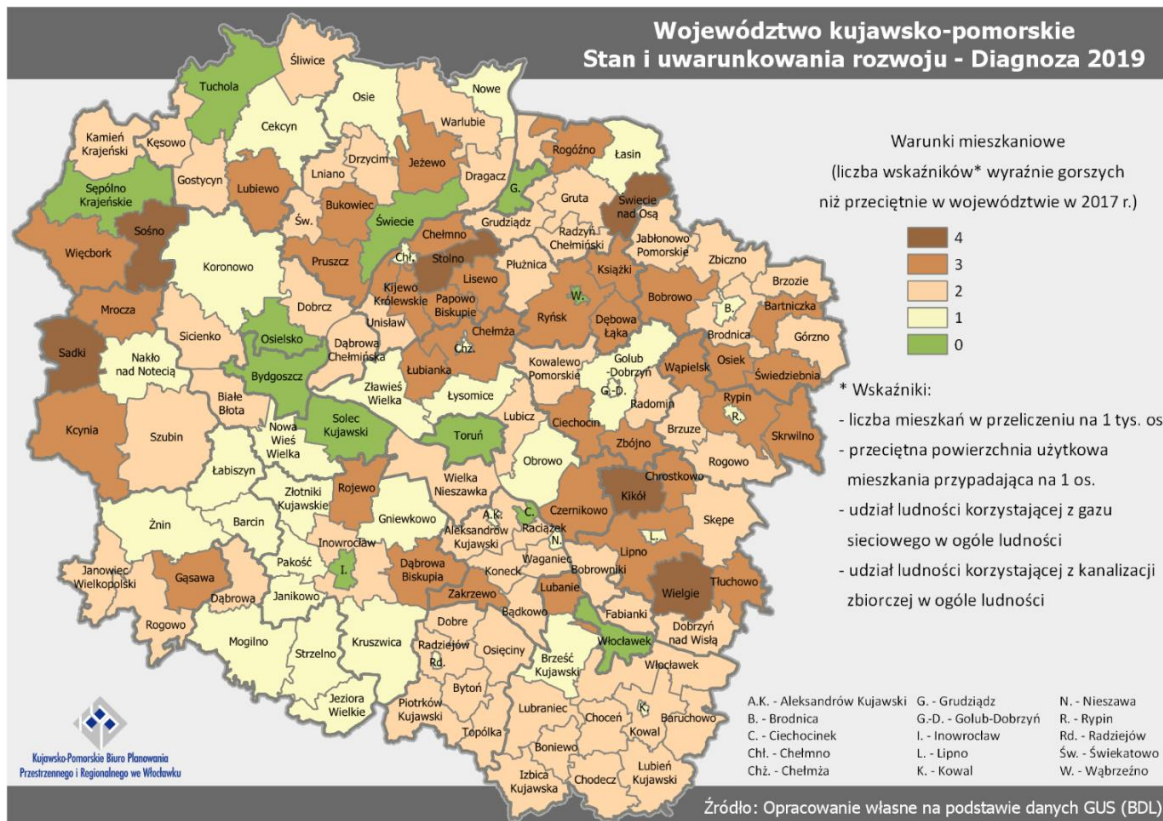 Województwo kujawsko-pomorskie
Stan i uwarunkowania rozwoju - Diagnoza 2019
Warunki mieszkaniowe
(liczba wskaźników* wyraźnie gorszych
niż przeciętnie w województwie w 2017 r.)
4
3
2
1
0
* Wskaźniki:
- liczba mieszkań w przeliczeniu na 1 tys. os
- przeciętna powierzchnia użytkowa
mieszkania przypadająca na 1 os.
- udział ludności korzystającej z gazu
sieciowego w ogóle ludności
- udział ludności korzystającej z kanalizacji
zbiorczej w ogóle ludności
Śliwice
Tuchola
Osie
Nowe
Cekcyn
Warlubie
Kamień
Krajeński
Kęsowo
Drzycim
Jeżewo
Rogóźno
Łasin
Gostycyn
Lubiewo
Lniano
Dragacz
G.
Sępólno
Krajeńskie
Bukowiec
Św.
Świecie
Gruta
Świecie
nad Osą
Grudziądz
Sośno
Chełmno
Radzyń
Chełmiński
Jabłonowo
Pomorskie
Więcbork
Koronowo
Pruszcz
Chł.
Stolno
Płużnica
Zbiczno
Lisewo
Książki
Brzozie
Kijewo
Królewskie
Papowo
Biskupie
W.
Bobrowo
B.
Bartniczka
Mrocza
Dobrcz
Unisław
Ryńsk
Dębowa
Łąka
Brodnica
Górzno
Sicienko
Osielsko
Dąbrowa
Chełmińska
Chełmża
Chż.
Sadki
Nakło
nad Notecią
Bydgoszcz
Łubianka
Kowalewo
Pomorskie
Golub
-Dobrzyń
G.-D.
Wąpielsk
Osiek
Świedziebnia
Zławieś
Wielka
Łysomice
Radomin
Rypin
R.
Białe
Błota
Lubicz
Ciechocin
Brzuze
Skrwilno
Kcynia
Szubin
Nowa
Wieś
Wielka
Solec
Kujawski
Toruń
Zbójno
Rogowo
Obrowo
Łabiszyn
Wielka
Nieszawka
Chrostkowo
Kikół
Złotniki
Kujawskie
Rojewo
Czernikowo
Skępe
Żnin
Barcin
Gniewkowo
A.K.
C.
Raciążek
Aleksandrów
Kujawski
N.
L.
Inowrocław
Pakość
I.
Waganiec
Lipno
Janowiec
Wielkopolski
Gąsawa
Dąbrowa
Dąbrowa
Biskupia
Koneck
Bobrowniki
Tłuchowo
Janikowo
Zakrzewo
Lubanie
Wielgie
Rogowo
Bądkowo
Fabianki
Dobrzyń
nad Wisłą
Mogilno
Kruszwica
Dobre
Włocławek
Strzelno
Radziejów
Rd.
Osięciny
Brześć
Kujawski
Włocławek
Jeziora
Wielkie
Bytoń
Piotrków
Kujawski
Lubraniec
K.
Choceń
Kowal
Baruchowo
Topólka
Boniewo
Izbica
Kujawska
Chodecz
Lubień
Kujawski
A.K. - Aleksandrów Kujawski
B. - Brodnica
C. - Ciechocinek
Chł. - Chełmno
Chż. - Chełmża
G. - Grudziądz
G.-D. - Golub-Dobrzyń
I. - Inowrocław
L. - Lipno
K. - Kowal
N. - Nieszawa
R. - Rypin
Rd. - Radziejów
Św. - Świekatowo
W. - Wąbrzeźno
Kujawsko-Pomorskie Biuro Planowania
Przestrzennego i Regionalnego we Włocławku
Źródło: Opracowanie własne na podstawie danych GUS (BDL)